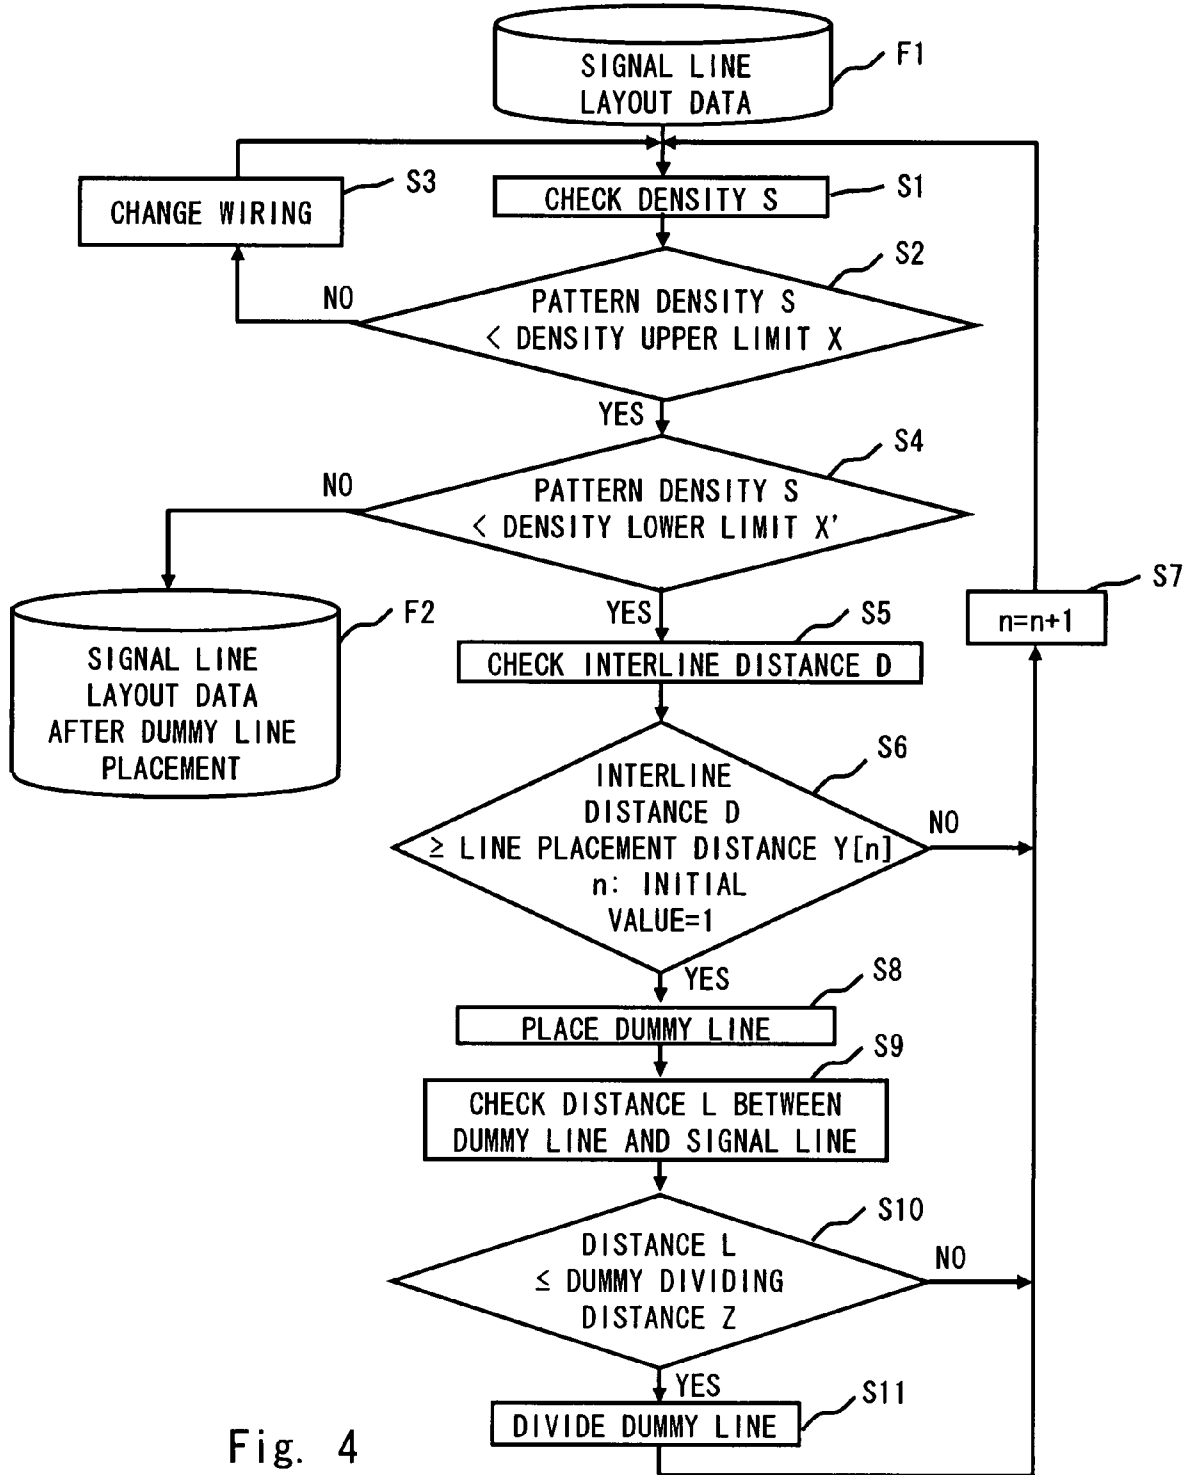 SIGNAL LINE
LAYOUT DATA
F1
CHANGE WIRING
S3
CHECK DENSITY S
S1
S2
PATTERN DENSITY S
< DENSITY UPPER LIMIT X
NO
YES
S4
PATTERN DENSITY S
< DENSITY LOWER LIMIT X'
NO
YES
F2
SIGNAL LINE
LAYOUT DATA
AFTER DUMMY LINE
PLACEMENT
S7
n=n+1
S5
CHECK INTERLINE DISTANCE D
S6
INTERLINE
DISTANCE D
≥ LINE PLACEMENT DISTANCE Y[n]
n: INITIAL
VALUE=1
NO
YES
S8
PLACE DUMMY LINE
S9
CHECK DISTANCE L BETWEEN
DUMMY LINE AND SIGNAL LINE
S10
DISTANCE L
≤ DUMMY DIVIDING
DISTANCE Z
NO
YES
S11
DIVIDE DUMMY LINE
Fig. 4